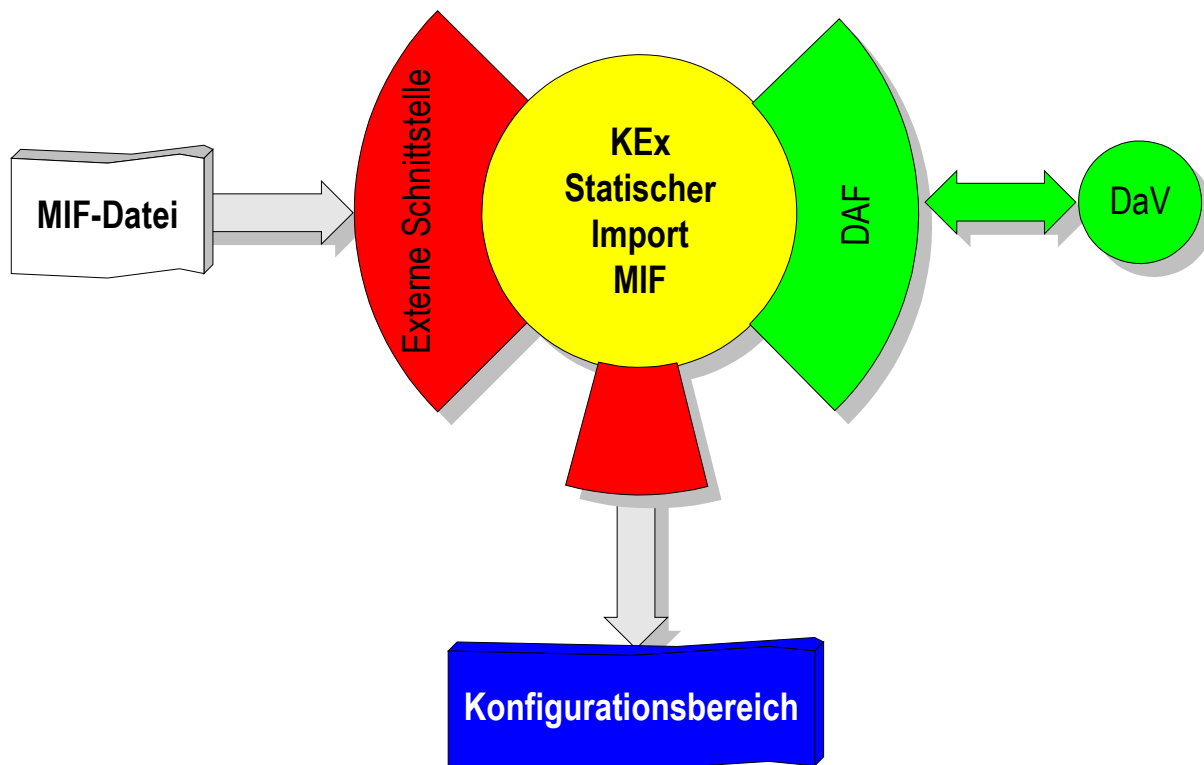 MIF-Datei
Externe Schnittstelle
KEx
Statischer
Import
MIF
DAF
DaV
Konfigurationsbereich